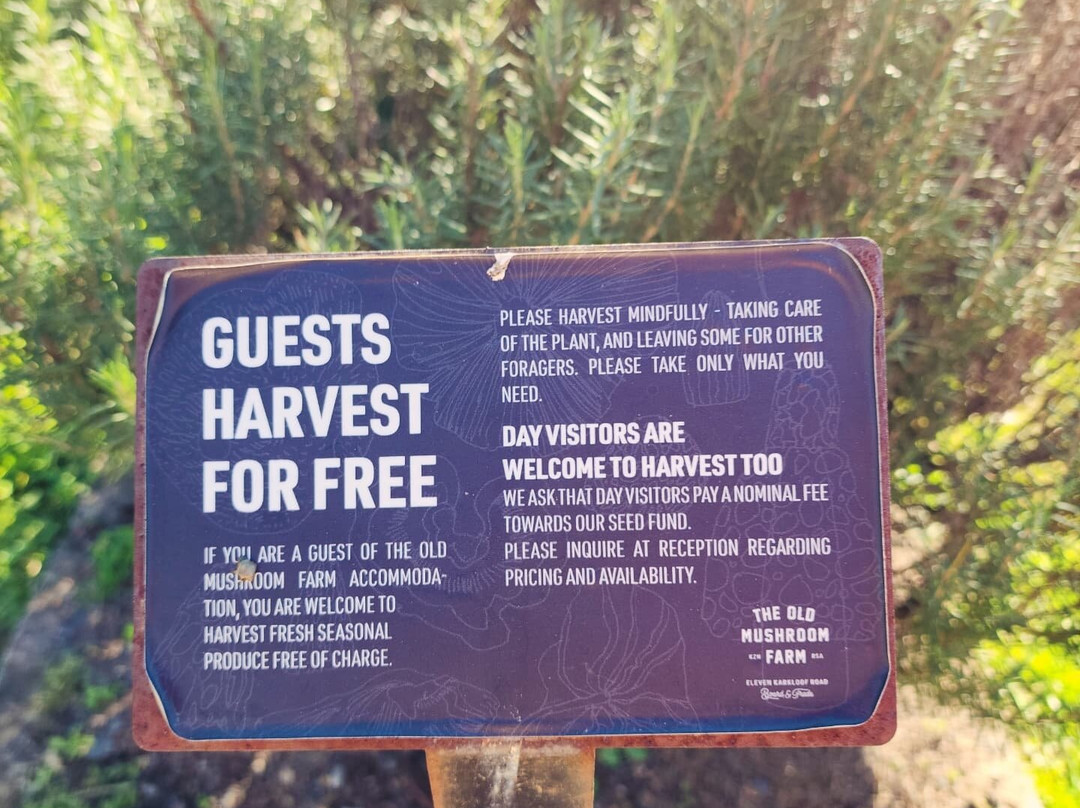 GUESTS
HARVEST
FOR FREE
IF YOU ARE A GUEST OF THE OLD
MUSHROOM FARM ACCOMMODA-
TION, YOU ARE WELCOME TO
HARVEST FRESH SEASONAL
PRODUCE FREE OF CHARGE.
PLEASE HARVEST MINDFULLY - TAKING CARE
OF THE PLANT, AND LEAVING SOME FOR OTHER
FORAGERS. PLEASE TAKE ONLY WHAT YOU
NEED.
DAY VISITORS ARE
WELCOME TO HARVEST TOO
WE ASK THAT DAY VISITORS PAY A NOMINAL FEE
TOWARDS OUR SEED FUND.
PLEASE INQUIRE AT RECEPTION REGARDING
PRICING AND AVAILABILITY.
THE OLD
MUSHROOM
KZN FARM RSA
ELEVEN KARKLOOF ROAD
Board & Trade